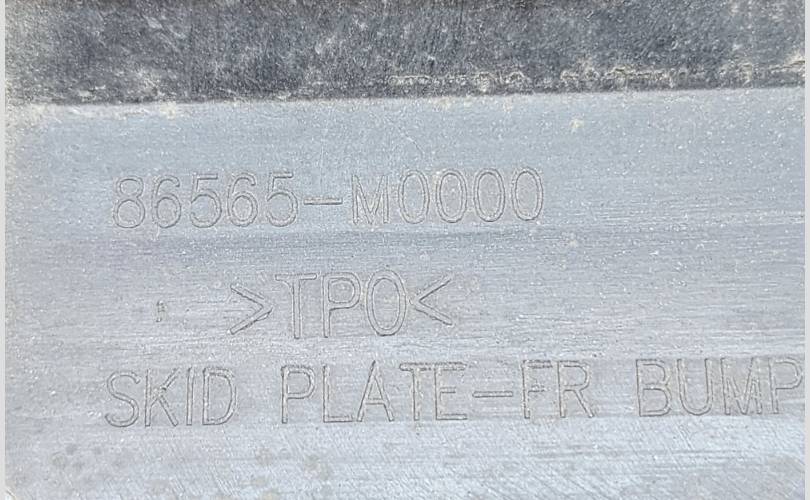 86565-M0000
>TPO<
SKID PLATE-FR BUMP